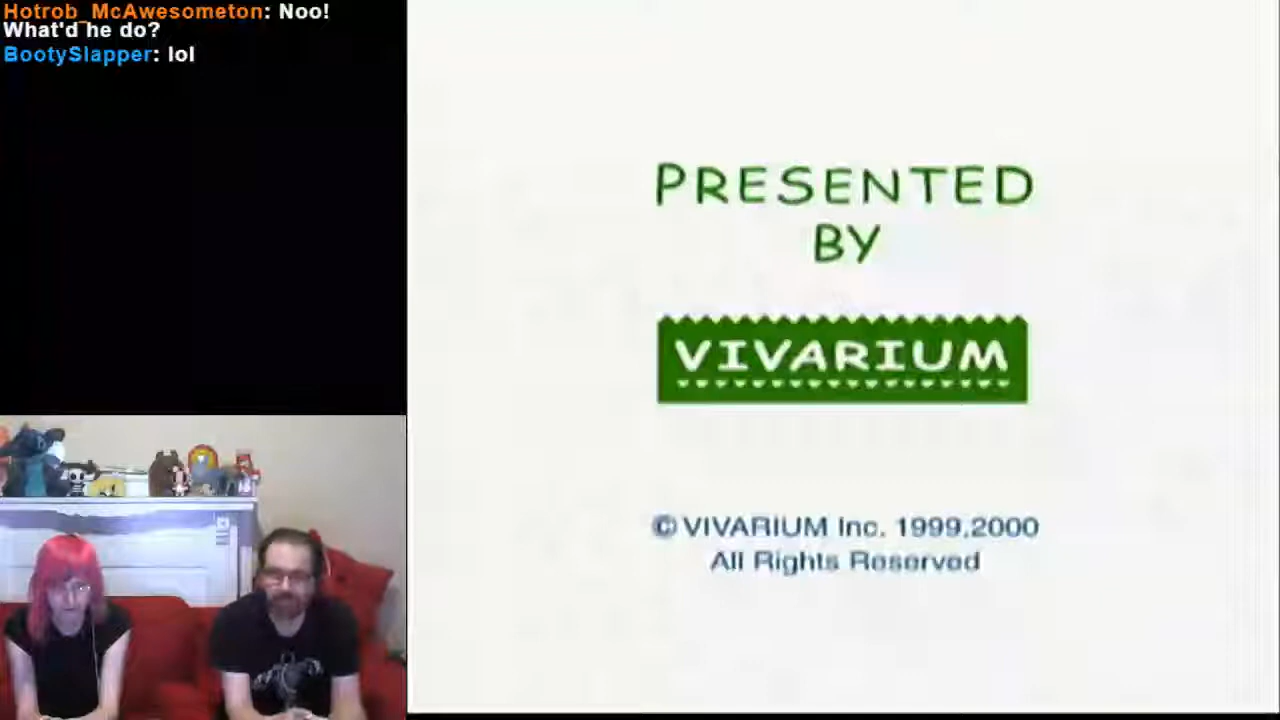 Hotrob_McAwesometon: Noo!
What'd he do?
BootySlapper: lol
PRESENTED
BY
VIVARIUM
© VIVARIUM Inc. 1999,2000
All Rights Reserved